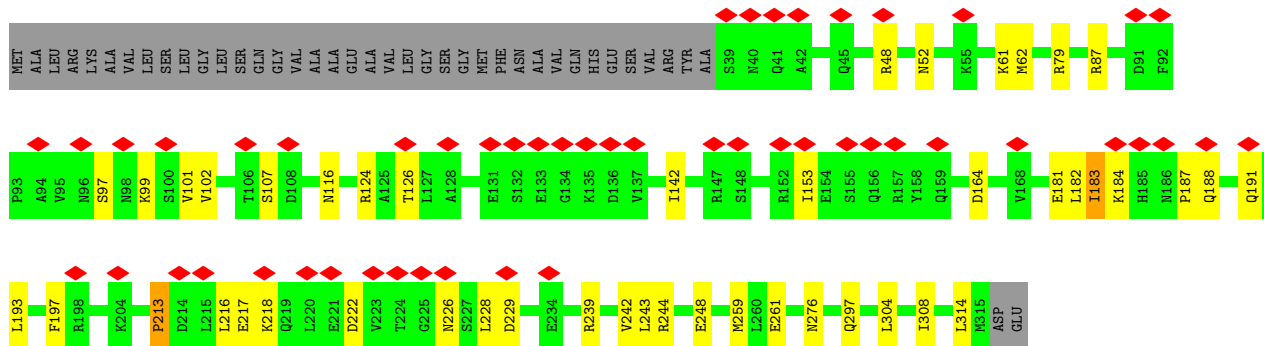 MET ALA LEU ARG LYS ALA VAL LEU SER LEU GLY LEU SER GLN GLY VAL ALA ALA GLU ALA VAL LEU GLY SER GLY MET PHE ASN ALA VAL GLN HIS GLU SER VAL ARG TYR ALA S39 N40 Q41 A42 Q45 R48 N52 K55 K61 M62 R79 R87 D91 F92
P93 A94 V95 N96 S97 N98 K99 S100 V101 V102 T106 S107 D108 N116 R124 A125 T126 L127 A128 E131 S132 E133 G134 K135 D136 V137 I142 R147 S148 R152 I153 E154 S155 Q156 R157 Y158 Q159 D164 V168 E181 L182 I183 K184 H185 N186 P187 Q188 Q191
L193 F197 R198 K204 P213 D214 L215 L216 E217 K218 Q219 L220 E221 D222 V223 T224 G225 N226 S227 L228 D229 E234 R239 V242 L243 R244 E248 M259 L260 E261 N276 Q297 L304 I308 L314 M315 ASP GLU